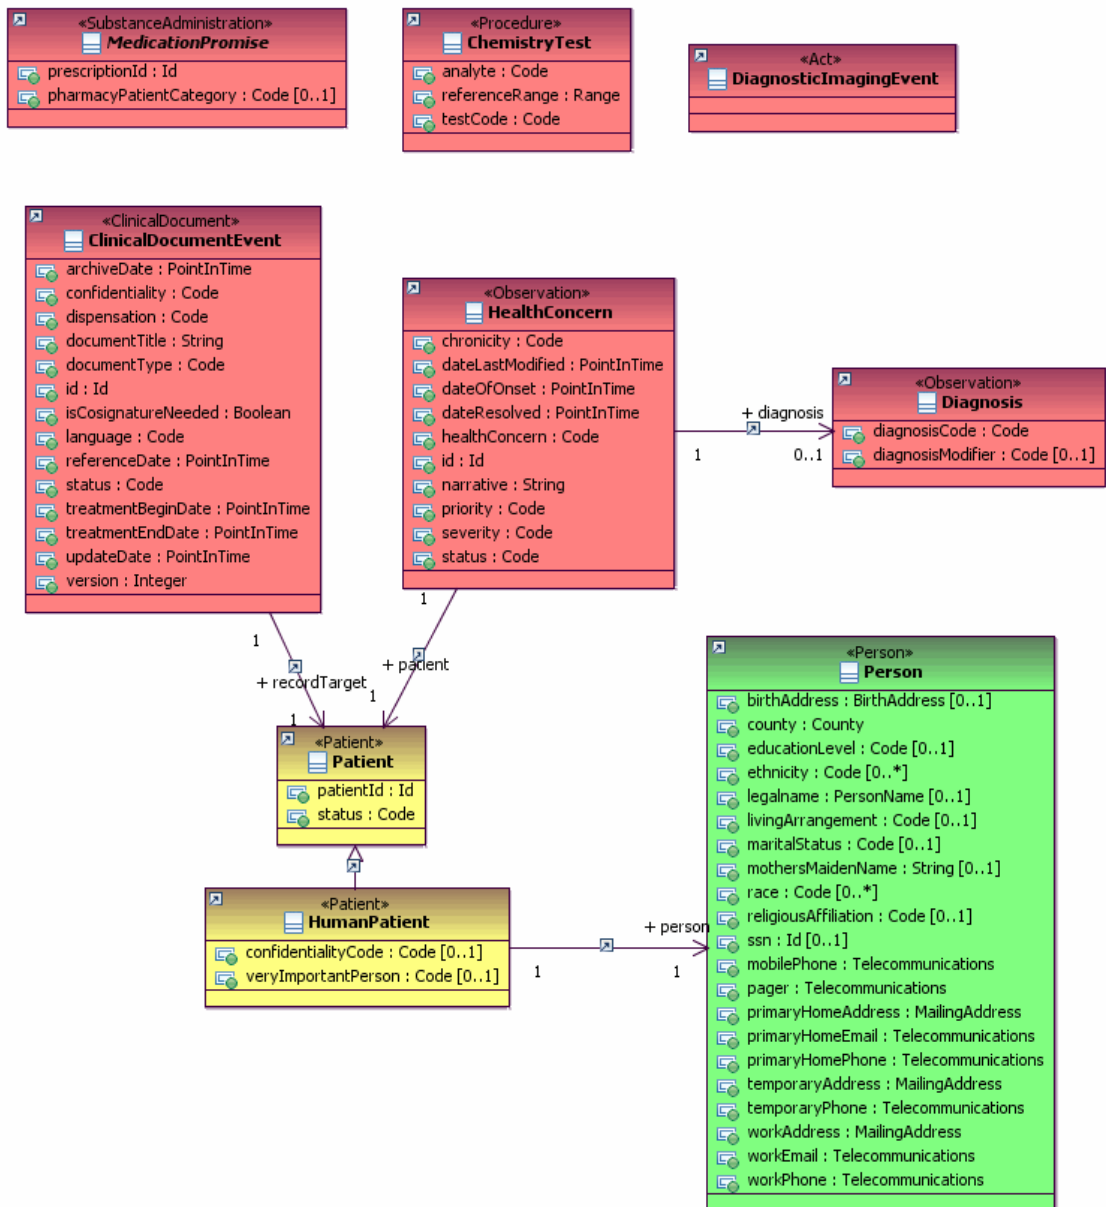 «SubstanceAdministration»
MedicationPromise
prescriptionId : Id
pharmacyPatientCategory : Code [0..1]
«Procedure»
ChemistryTest
analyte : Code
referenceRange : Range
testCode : Code
«Act»
DiagnosticImagingEvent
«ClinicalDocument»
ClinicalDocumentEvent
archiveDate : PointInTime
confidentiality : Code
dispensation : Code
documentTitle : String
documentType : Code
id : Id
isCosignatureNeeded : Boolean
language : Code
referenceDate : PointInTime
status : Code
treatmentBeginDate : PointInTime
treatmentEndDate : PointInTime
updateDate : PointInTime
version : Integer
«Observation»
HealthConcern
chronicity : Code
dateLastModified : PointInTime
dateOfOnset : PointInTime
dateResolved : PointInTime
healthConcern : Code
id : Id
narrative : String
priority : Code
severity : Code
status : Code
+ diagnosis
1
0..1
«Observation»
Diagnosis
diagnosisCode : Code
diagnosisModifier : Code [0..1]
1
+ recordTarget
1
1
+ patient
1
«Patient»
Patient
patientId : Id
status : Code
«Patient»
HumanPatient
confidentialityCode : Code [0..1]
veryImportantPerson : Code [0..1]
+ person
1
1
«Person»
Person
birthAddress : BirthAddress [0..1]
county : County
educationLevel : Code [0..1]
ethnicity : Code [0..*]
legalname : PersonName [0..1]
livingArrangement : Code [0..1]
maritalStatus : Code [0..1]
mothersMaidenName : String [0..1]
race : Code [0..*]
religiousAffiliation : Code [0..1]
ssn : Id [0..1]
mobilePhone : Telecommunications
pager : Telecommunications
primaryHomeAddress : MailingAddress
primaryHomeEmail : Telecommunications
primaryHomePhone : Telecommunications
temporaryAddress : MailingAddress
temporaryPhone : Telecommunications
workAddress : MailingAddress
workEmail : Telecommunications
workPhone : Telecommunications